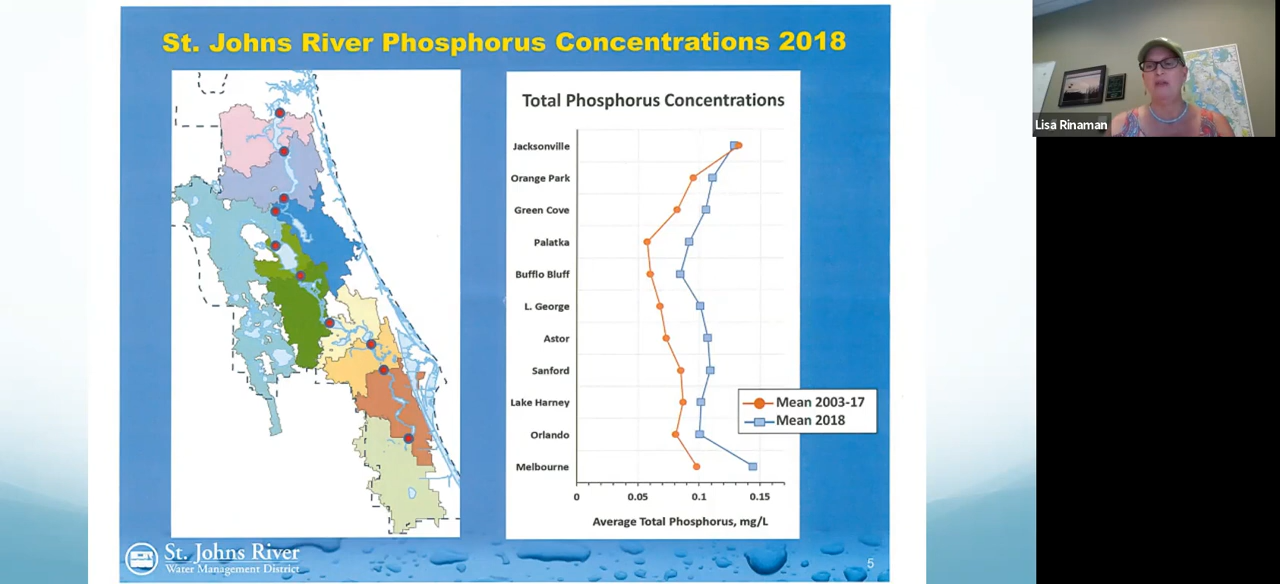 St. Johns River Phosphorus Concentrations 2018
Total Phosphorus Concentrations
Jacksonville
Orange Park
Green Cove
Palatka
Bufflo Bluff
L. George
Astor
Sanford
Lake Harney
Orlando
Melbourne
Mean 2003-17
Mean 2018
0
0.05
0.1
0.15
Average Total Phosphorus, mg/L
St. Johns River
Water Management District
5
Lisa Rinaman